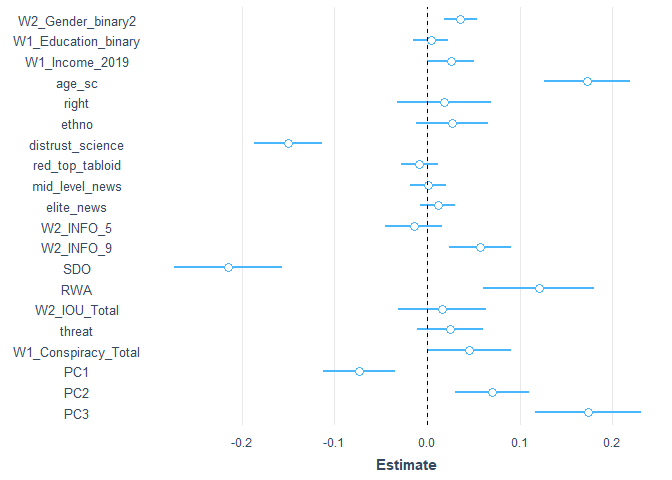 W2_Gender_binary2
W1_Education_binary
W1_Income_2019
age_sc
right
ethno
distrust_science
red_top_tabloid
mid_level_news
elite_news
W2_INFO_5
W2_INFO_9
SDO
RWA
W2_IOU_Total
threat
W1_Conspiracy_Total
PC1
PC2
PC3
-0.2 -0.1 0.0 0.1 0.2
Estimate